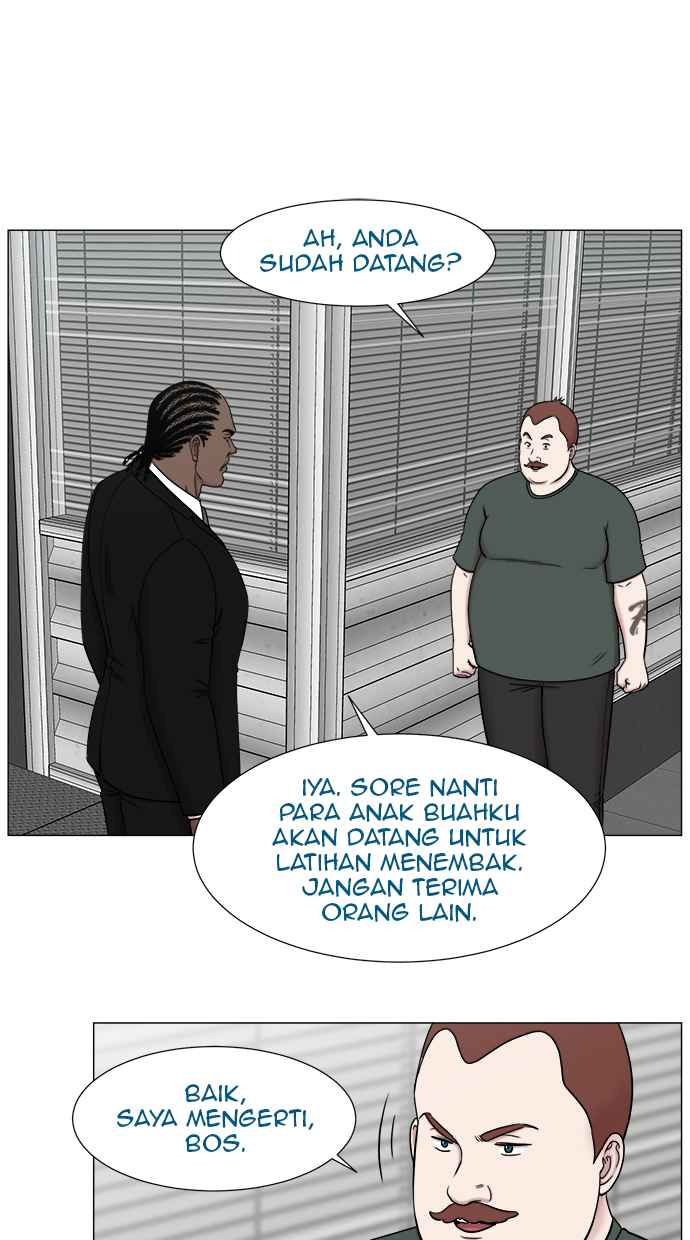 AH, ANDA
SUDAH DATANG?
IYA. SORE NANTI
PARA ANAK BUAHKU
AKAN DATANG UNTUK
LATIHAN MENEMBAK.
JANGAN TERIMA
ORANG LAIN.
BAIK,
SAYA MENGERTI,
BOS.